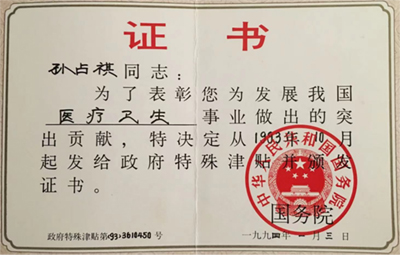 证书
孙占祺同志：
为了表彰您为发展我国
医疗卫生事业做出的突
出贡献，特决定从1993年10月
起发给政府特殊津贴并颁发
证书。
中华人民共和国国务院
国务院
政府特殊津贴第(93)3610450号
一九九四年一月三日